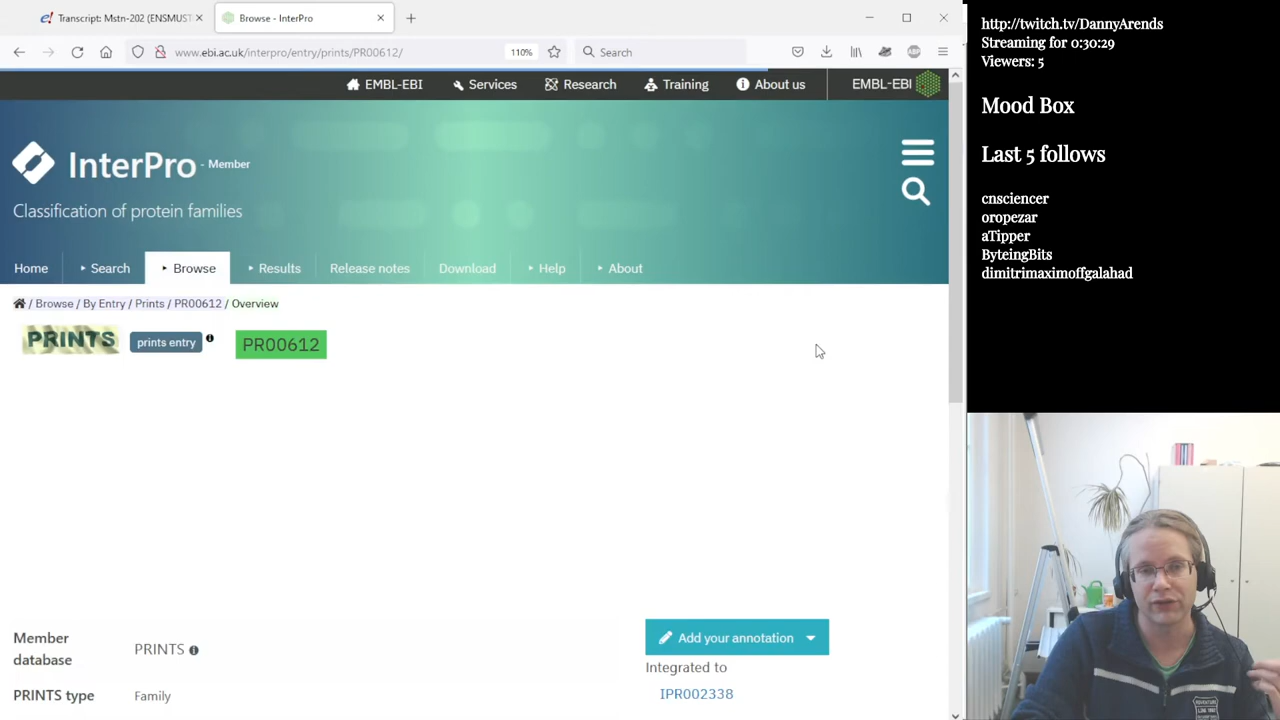 Transcript: Mstn-202 (ENSMUST
Browse - InterPro
www.ebi.ac.uk/interpro/entry/prints/PR00612/
110%
Search
EMBL-EBI
Services
Research
Training
About us
EMBL-EBI
InterPro - Member
Classification of protein families
Home
Search
Browse
Results
Release notes
Download
Help
About
/ Browse / By Entry / Prints / PR00612 / Overview
PRINTS
prints entry
PR00612
Member
database
PRINTS
Add your annotation
Integrated to
IPR002338
PRINTS type
Family
http://twitch.tv/DannyArends
Streaming for 0:30:29
Viewers: 5
Mood Box
Last 5 follows
cnsciencer
oropezar
aTipper
ByteingBits
dimitrimaximoffgalahad